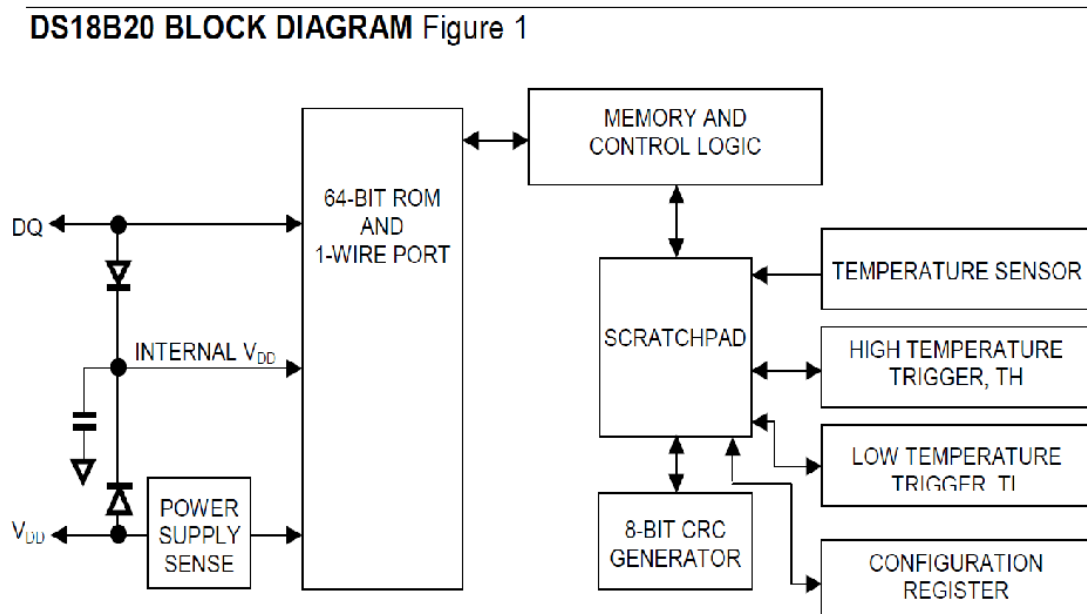 DS18B20 BLOCK DIAGRAM Figure 1
MEMORY AND
CONTROL LOGIC
64-BIT ROM
AND
1-WIRE PORT
DQ
TEMPERATURE SENSOR
SCRATCHPAD
INTERNAL VDD
HIGH TEMPERATURE
TRIGGER, TH
LOW TEMPERATURE
TRIGGER, TL
POWER
SUPPLY
SENSE
VDD
8-BIT CRC
GENERATOR
CONFIGURATION
REGISTER